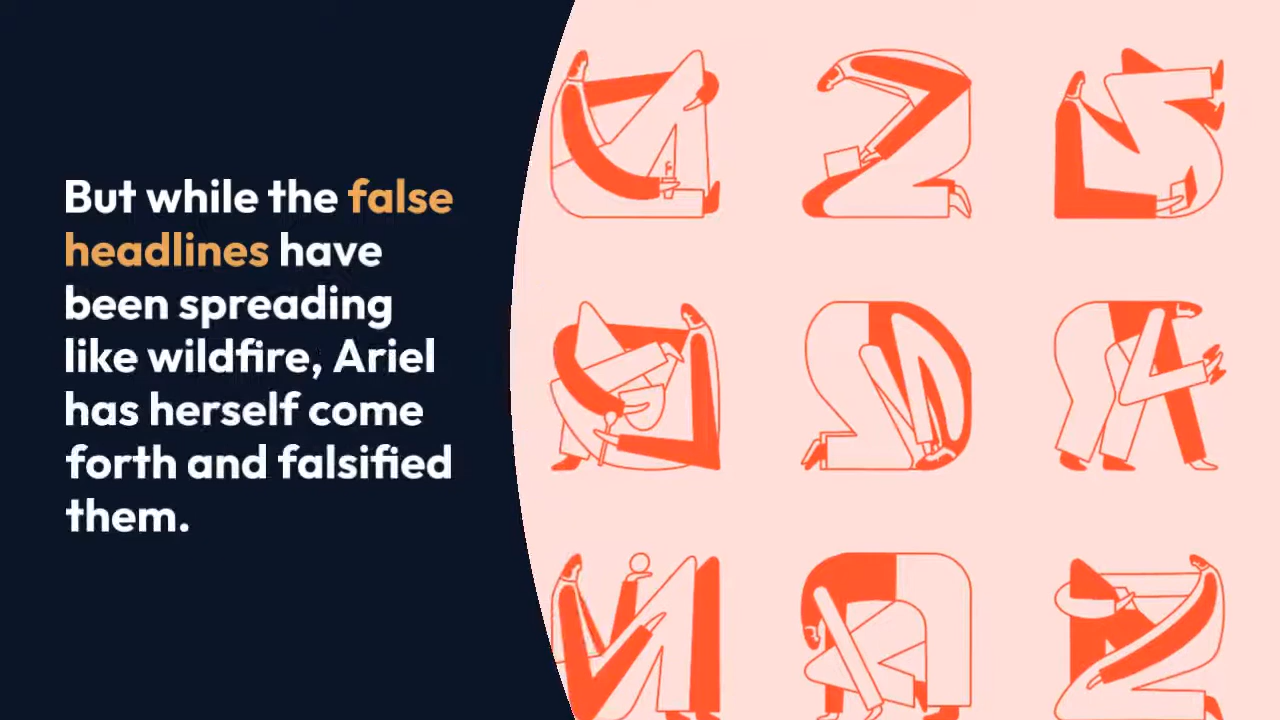 But while the false
headlines have
been spreading
like wildfire, Ariel
has herself come
forth and falsified
them.